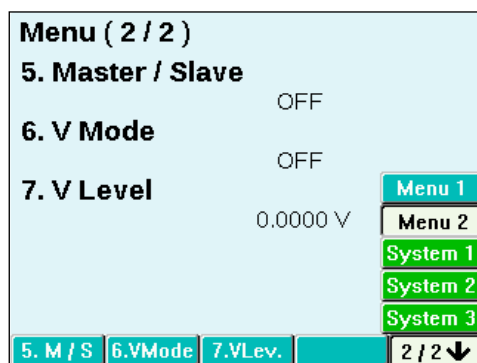 Menu ( 2 / 2 )
5. Master / Slave
OFF
6. V Mode
OFF
7. V Level
0.0000 V
Menu 1
Menu 2
System 1
System 2
System 3
5. M / S 6.VMode 7.VLev. 2 / 2 ↓